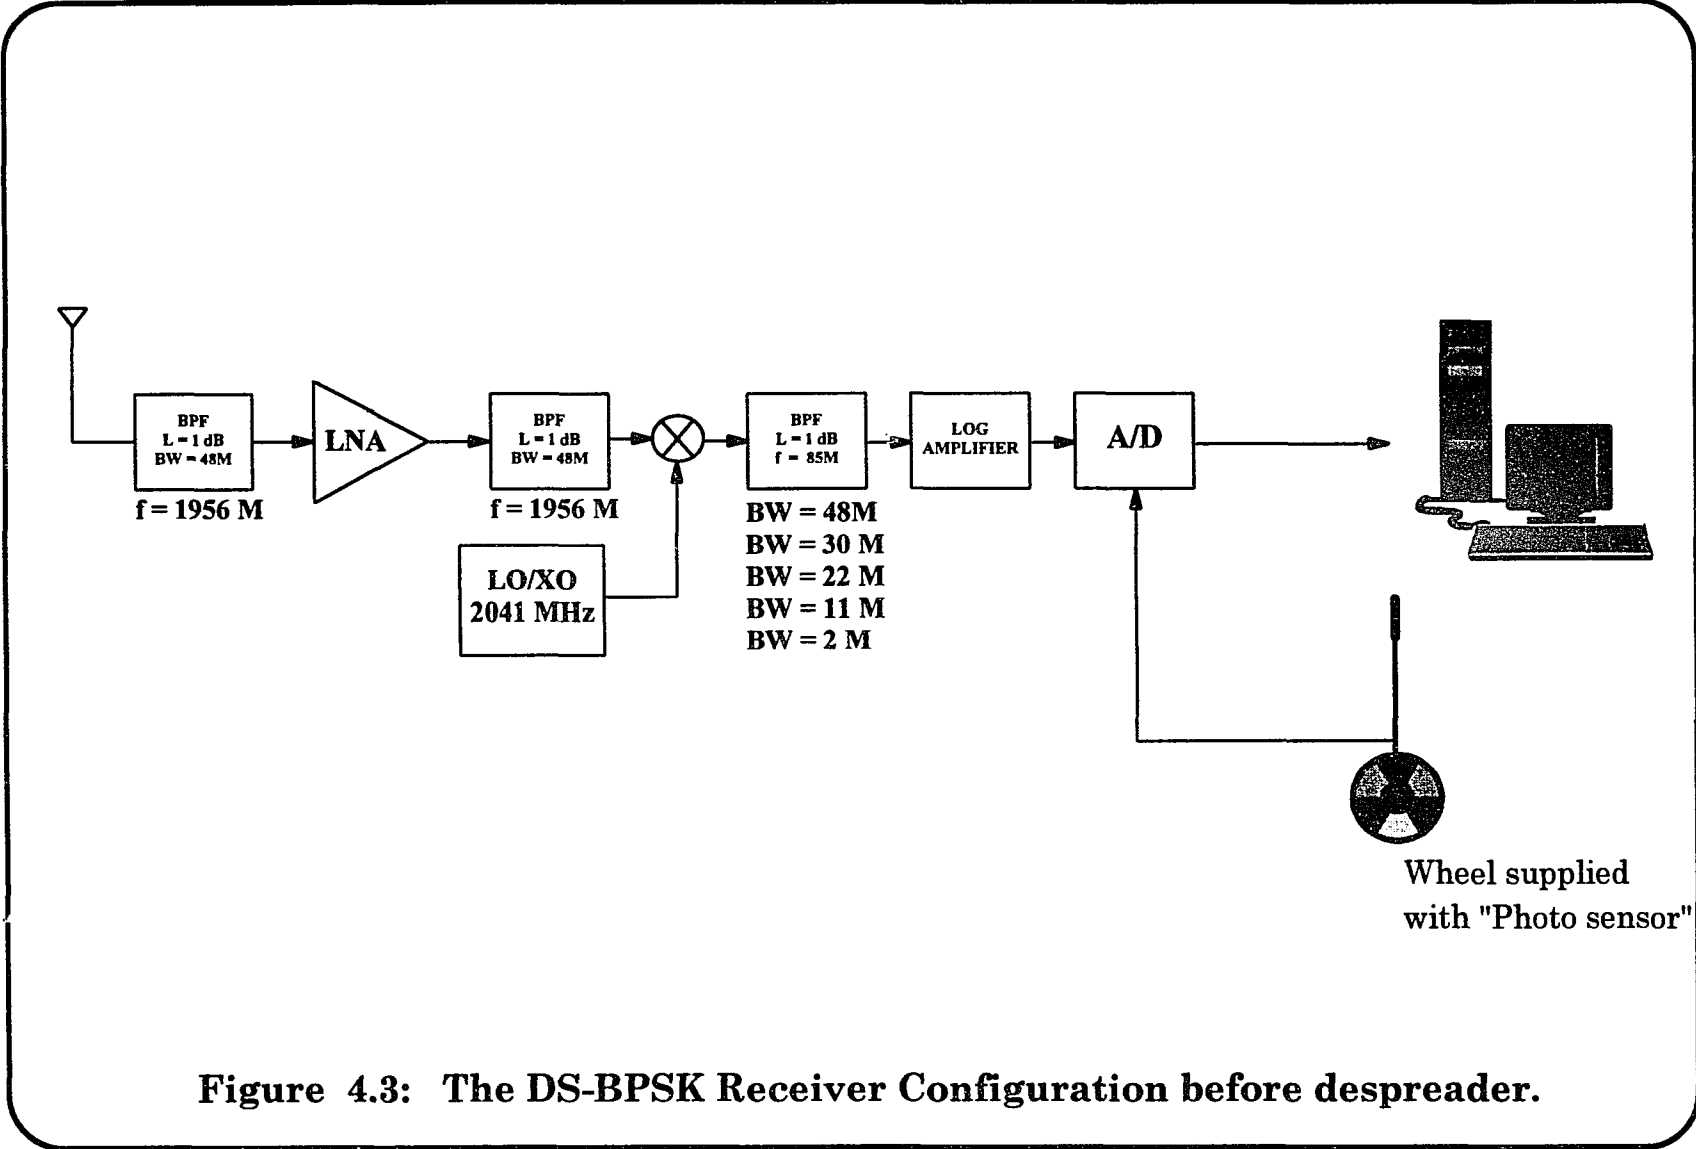 BPF
L = 1 dB
BW = 48M
f = 1956 M
LNA
BPF
L = 1 dB
BW = 48M
f = 1956 M
LO/XO
2041 MHz
BPF
L = 1 dB
f = 85M
BW = 48M
BW = 30 M
BW = 22 M
BW = 11 M
BW = 2 M
LOG
AMPLIFIER
A/D
Wheel supplied
with "Photo sensor"
Figure 4.3: The DS-BPSK Receiver Configuration before despreader.